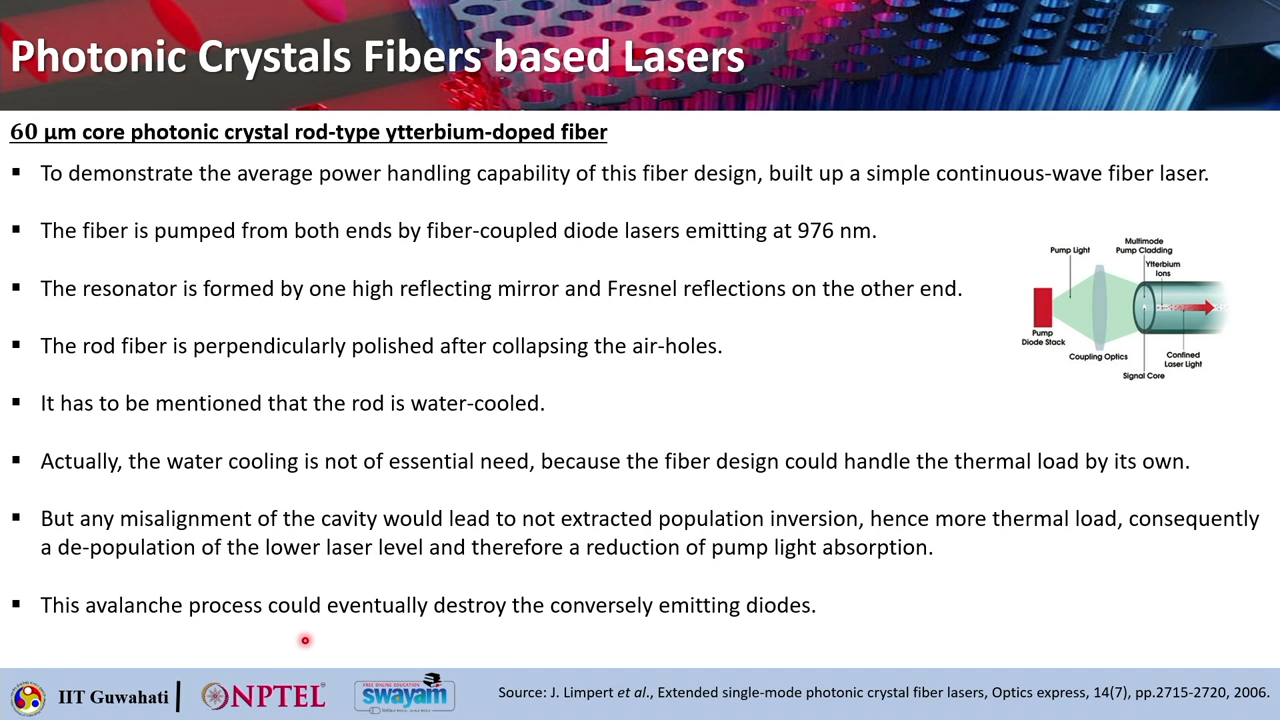 Photonic Crystals Fibers based Lasers
60 μm core photonic crystal rod-type ytterbium-doped fiber
▪ To demonstrate the average power handling capability of this fiber design, built up a simple continuous-wave fiber laser.
▪ The fiber is pumped from both ends by fiber-coupled diode lasers emitting at 976 nm.
▪ The resonator is formed by one high reflecting mirror and Fresnel reflections on the other end.
▪ The rod fiber is perpendicularly polished after collapsing the air-holes.
▪ It has to be mentioned that the rod is water-cooled.
▪ Actually, the water cooling is not of essential need, because the fiber design could handle the thermal load by its own.
▪ But any misalignment of the cavity would lead to not extracted population inversion, hence more thermal load, consequently
a de-population of the lower laser level and therefore a reduction of pump light absorption.
▪ This avalanche process could eventually destroy the conversely emitting diodes.
Multimode
Pump Cladding
Pump Light
Ytterbium
Ions
Pump
Diode Stack
Coupling Optics
Confined
Laser Light
Signal Core
IIT Guwahati
NPTEL
FREE ONLINE EDUCATION
swayam
Source: J. Limpert et al., Extended single-mode photonic crystal fiber lasers, Optics express, 14(7), pp.2715-2720, 2006.